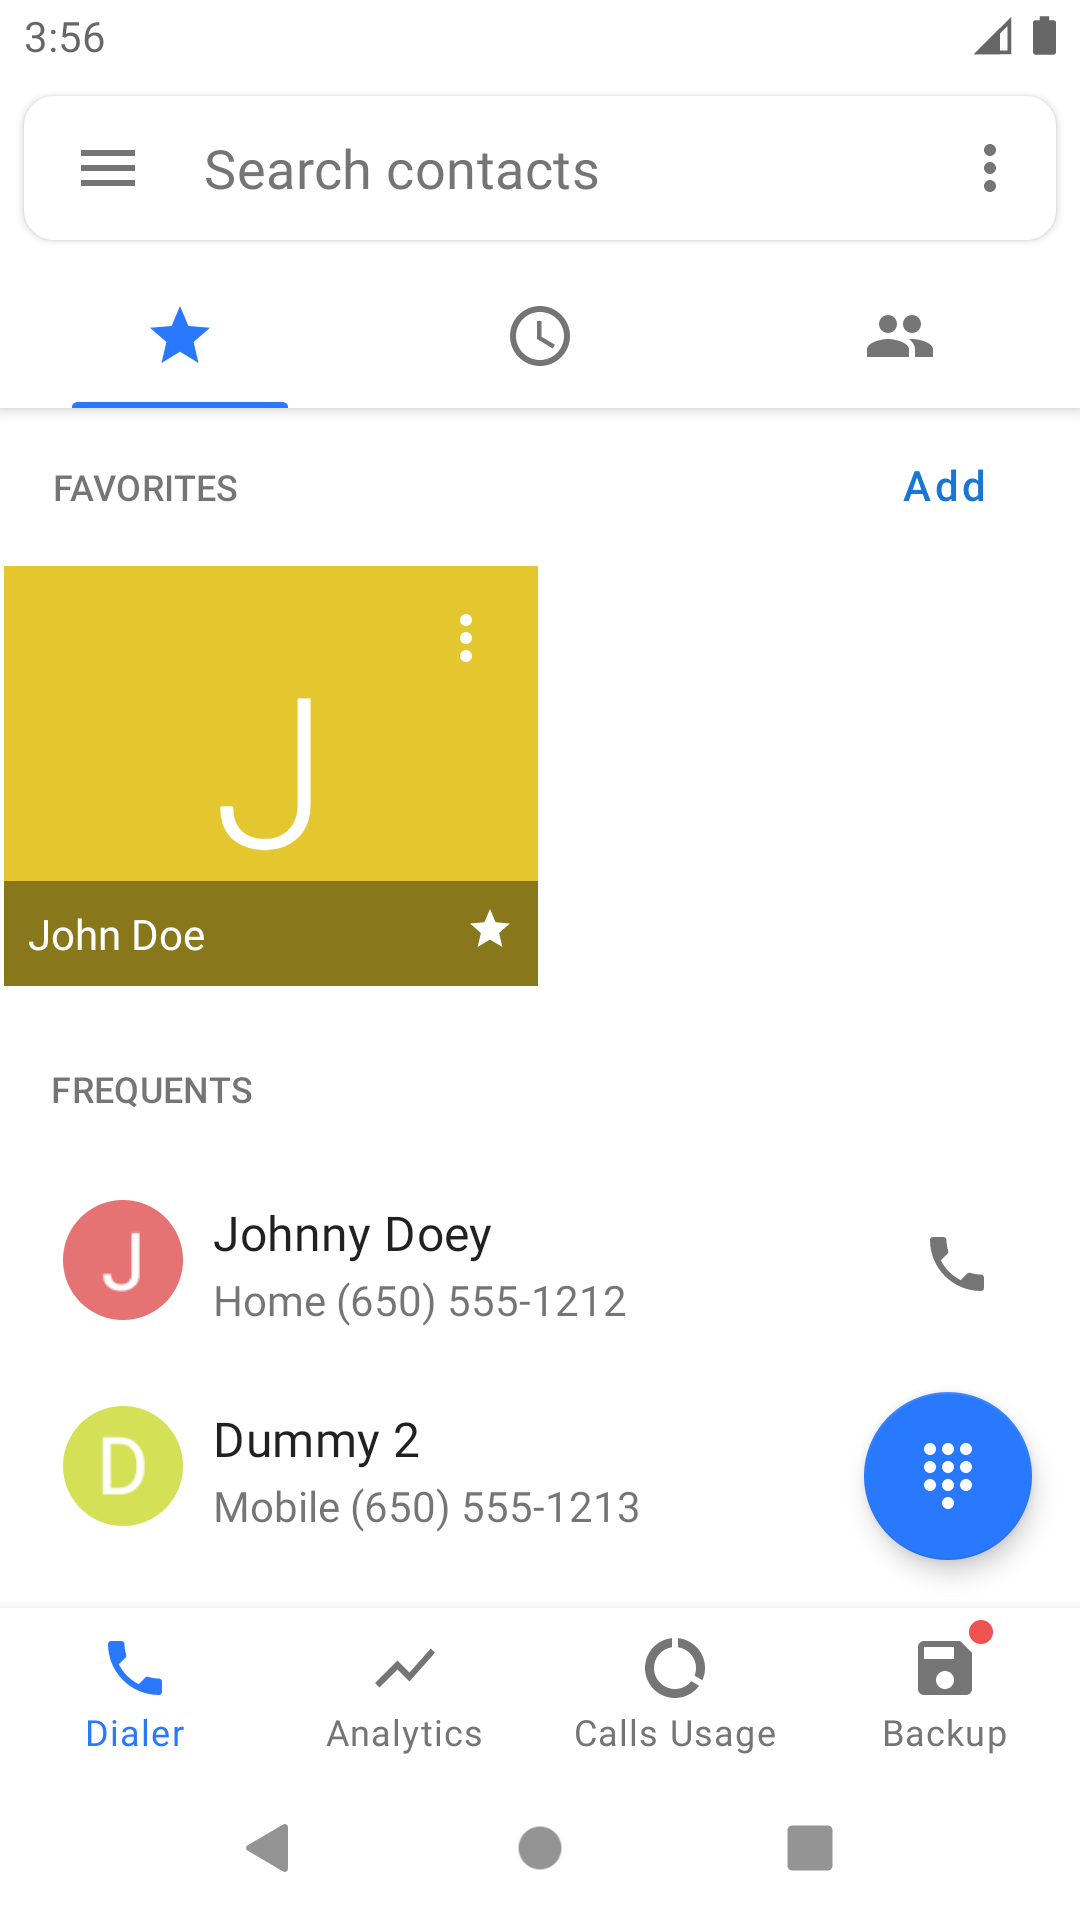 3:56
Search contacts
FAVORITES
Add
J
John Doe
FREQUENTS
J
Johnny Doey
Home (650) 555-1212
D
Dummy 2
Mobile (650) 555-1213
Dialer
Analytics
Calls Usage
Backup